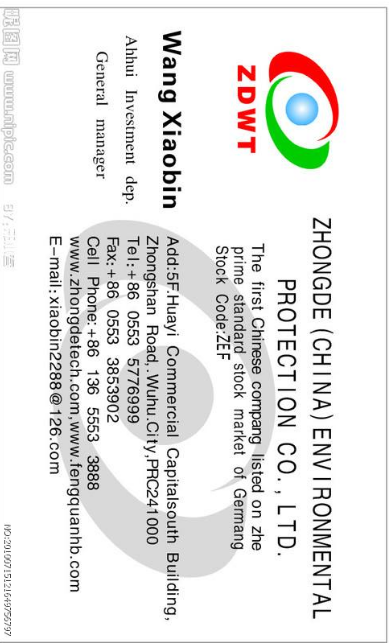 ZDWT
ZHONGDE (CHINA) ENVIRONMENTAL
PROTECTION CO., LTD.
The first Chinese compang listed on zhe
prime standard stock market of Germang
Stock Code:ZEF
Wang Xiaobin
Ahhui Investment dep.
General manager
Add:5F.Huayi Commercial Capitalsouth Building,
Zhongshan Road,.Wuhu.City,PRC241000
Tel:+86 0553 5776999
Fax:+86 0553 3853902
Cell Phone:+86 136 5553 3888
www.zhongdetech.com,www.fengquanhb.com
E-mail:xiaobin2288@126.com
昵图网 www.nipic.com
NO:20100715121649756797